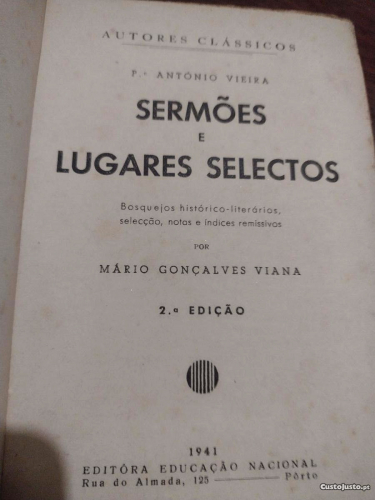 AUTORES CLÁSSICOS
P.e ANTÓNIO VIEIRA
SERMÕES
E
LUGARES SELECTOS
Bosquejos histórico-literários,
selecção, notas e índices remissivos
POR
MÁRIO GONÇALVES VIANA
2.a EDIÇÃO
1941
EDITÔRA EDUCAÇÃO NACIONAL
Rua do Almada, 125 —— Pôrto
CustoJusto.pt